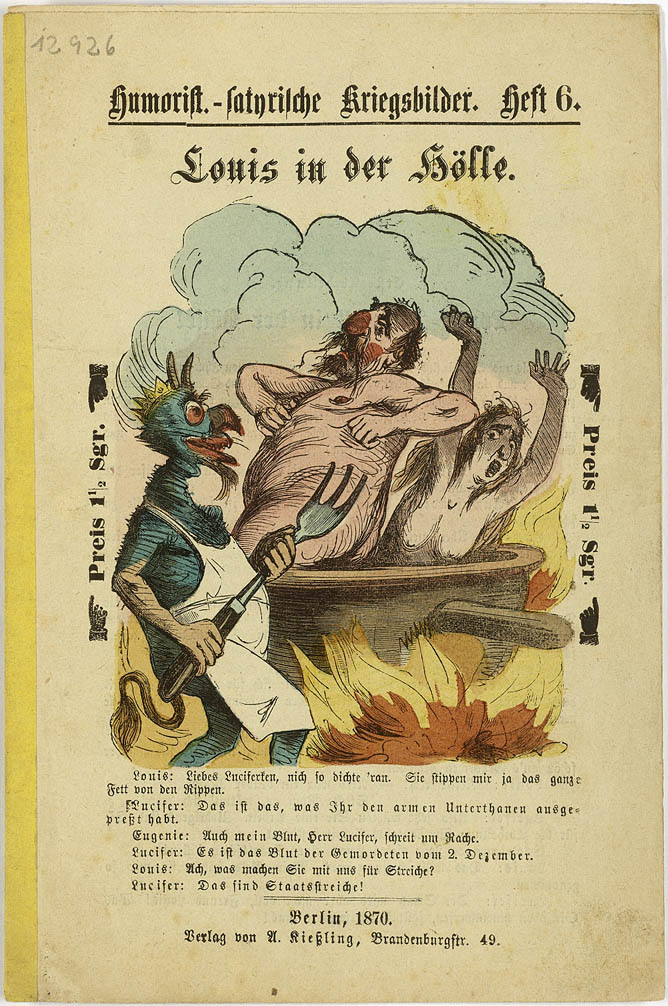 12926
Humorist.-satyrische Kriegsbilder. Heft 6.
Louis in der Hölle.
Preis 1½ Sgr.
Preis 1½ Sgr.
Louis: Liebes Luciferken, nich so dichte 'ran. Sie stippen mir ja das ganze
Fett von den Rippen.
Lucifer: Das ist das, was Ihr den armen Unterthanen ausge-
preßt habt.
Eugenie: Auch mein Blut, Herr Lucifer, schreit um Rache.
Lucifer: Es ist das Blut der Gemordeten vom 2. Dezember.
Louis: Ach, was machen Sie mit uns für Streiche?
Lucifer: Das sind Staatsstreiche!
Berlin, 1870.
Verlag von A. Kießling, Brandenburgstr. 49.